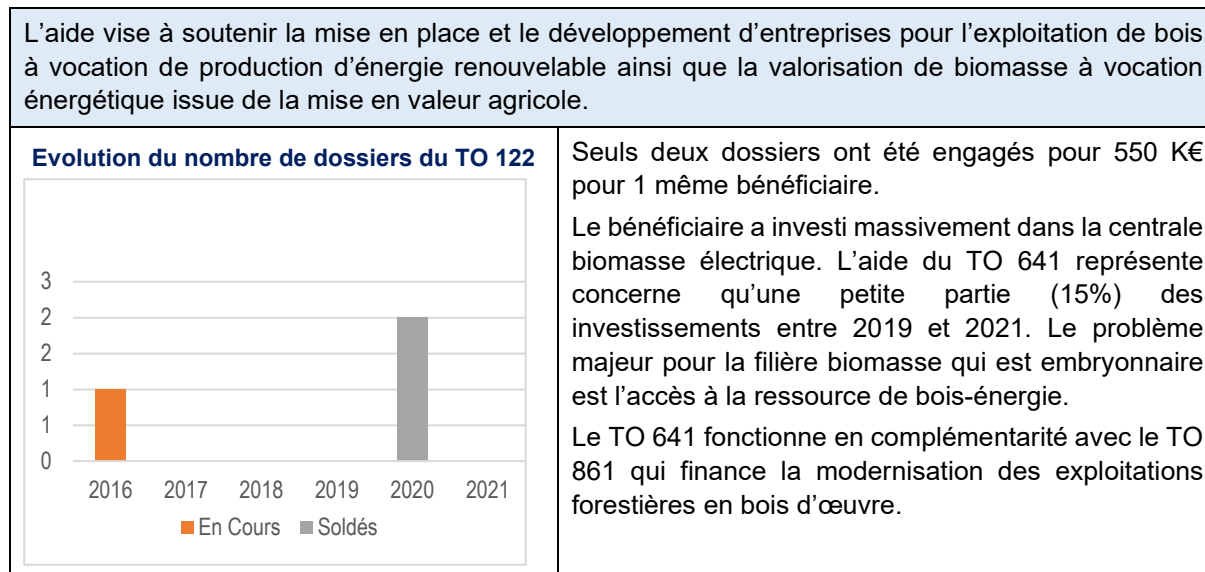 L’aide vise à soutenir la mise en place et le développement d’entreprises pour l’exploitation de bois
à vocation de production d’énergie renouvelable ainsi que la valorisation de biomasse à vocation
énergétique issue de la mise en valeur agricole.
Evolution du nombre de dossiers du TO 122
3
2
2
1
1
0
2016 2017 2018 2019 2020 2021
En Cours Soldés
Seuls deux dossiers ont été engagés pour 550 K€
pour 1 même bénéficiaire.
Le bénéficiaire a investi massivement dans la centrale
biomasse électrique. L’aide du TO 641 représente
concerne qu’une petite partie (15%) des
investissements entre 2019 et 2021. Le problème
majeur pour la filière biomasse qui est embryonnaire
est l’accès à la ressource de bois-énergie.
Le TO 641 fonctionne en complémentarité avec le TO
861 qui finance la modernisation des exploitations
forestières en bois d’œuvre.